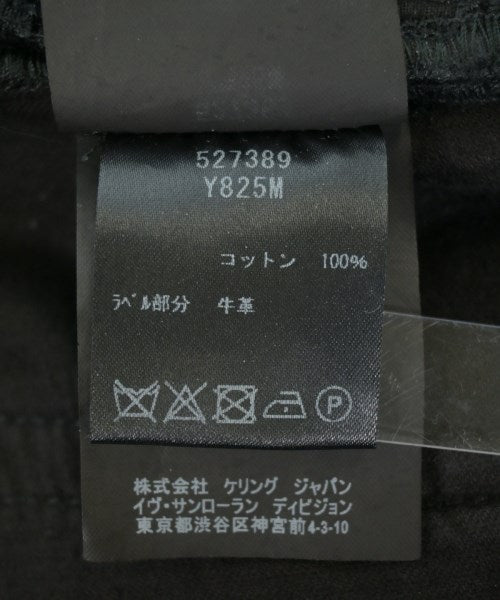 527389
Y825M
コットン 100%
ﾗﾍﾞﾙ部分 牛革
P
株式会社 ケリング ジャパン
イヴ・サンローラン ディビジョン
東京都渋谷区神宮前4-3-10